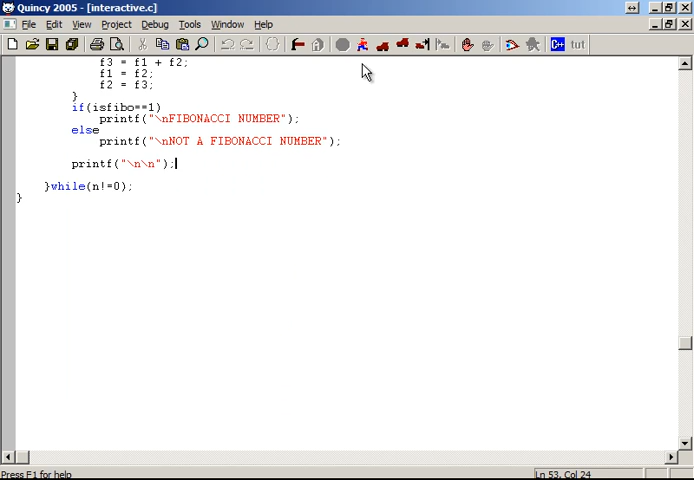 Quincy 2005 - [interactive.c]
File Edit View Project Debug Tools Window Help
C++ tut
f3 = f1 + f2;
f1 = f2;
f2 = f3;
}
if(isfibo==1)
printf("\nFIBONACCI NUMBER");
else
printf("\nNOT A FIBONACCI NUMBER");
printf("\n\n");
}while(n!=0);
}
Press F1 for help Ln 53, Col 24